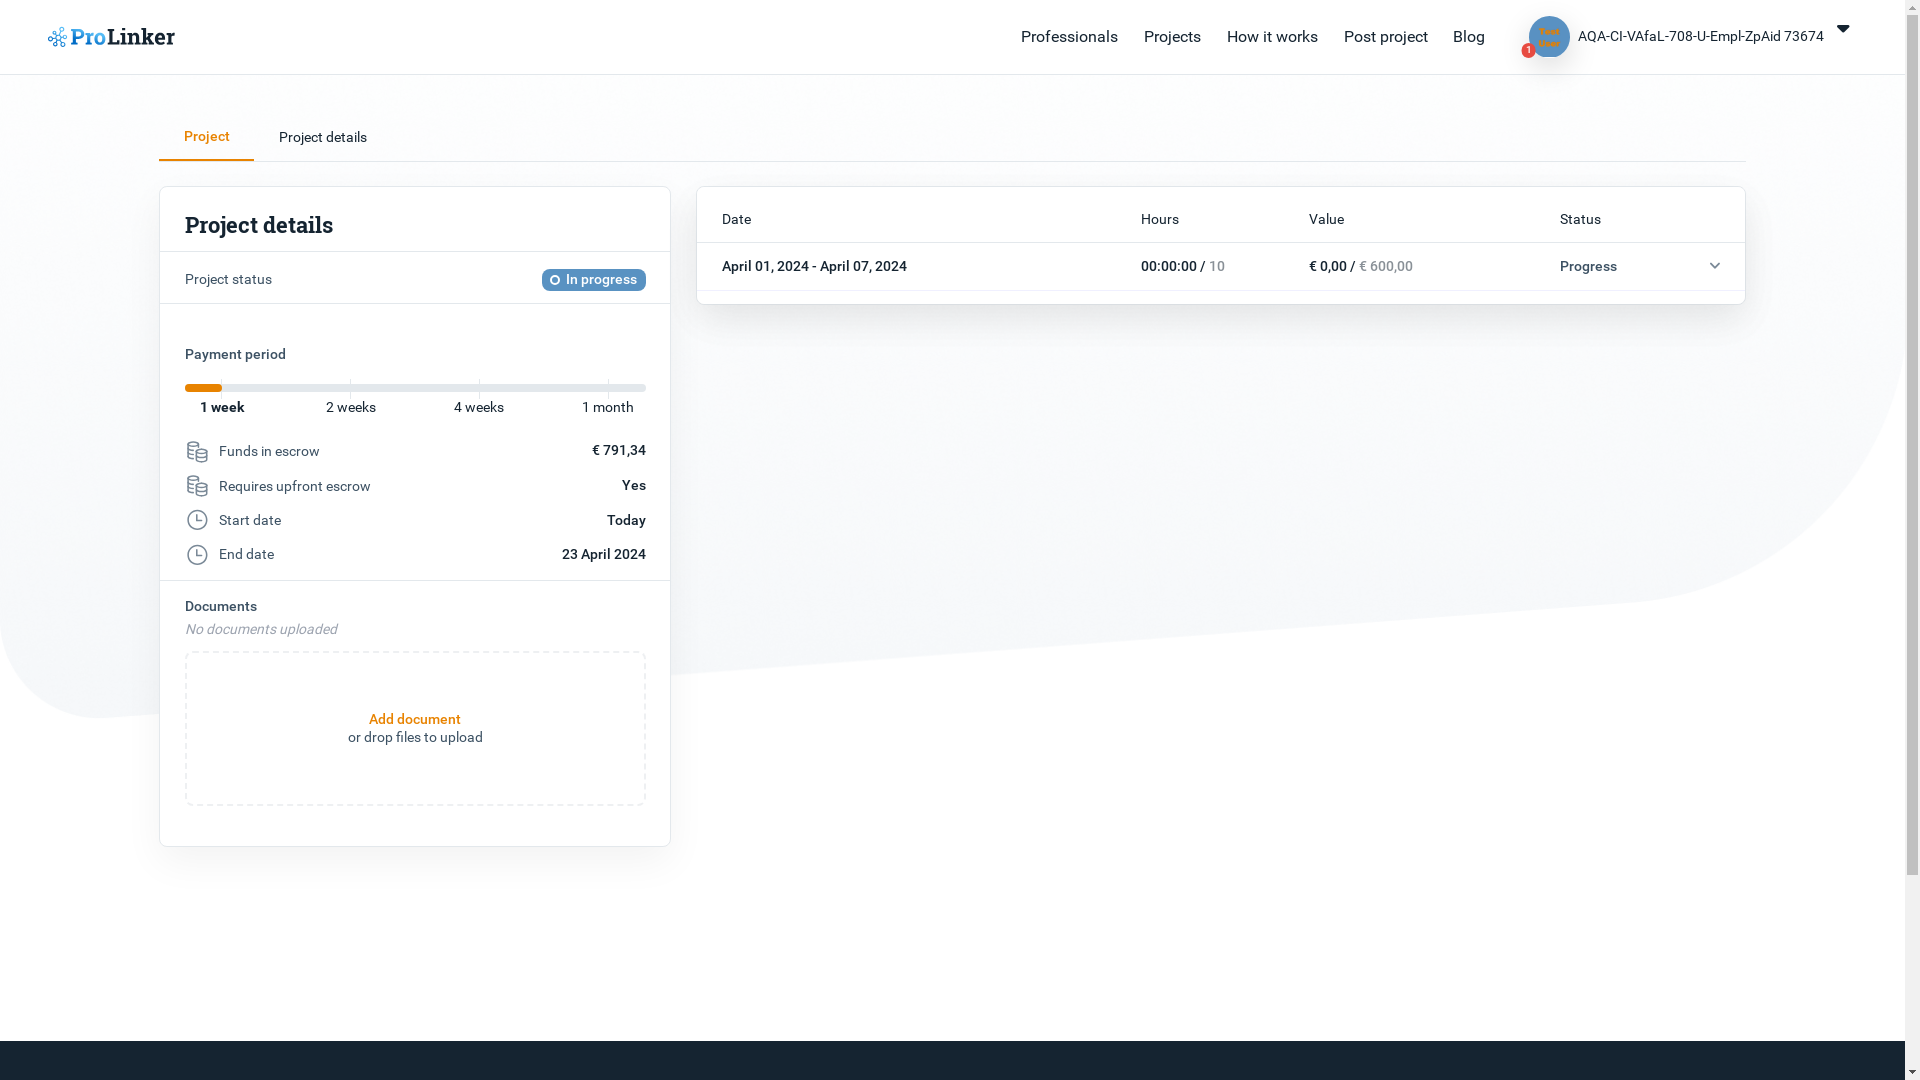 ProLinker
Professionals
Projects
How it works
Post project
Blog
1
AQA-CI-VAfaL-708-U-Empl-ZpAid 73674
Project
Project details
Project details
Project status
In progress
Payment period
1 week
2 weeks
4 weeks
1 month
Funds in escrow
€ 791,34
Requires upfront escrow
Yes
Start date
Today
End date
23 April 2024
Documents
No documents uploaded
Add document
or drop files to upload
Date
Hours
Value
Status
April 01, 2024 - April 07, 2024
00:00:00 / 10
€ 0,00 / € 600,00
Progress